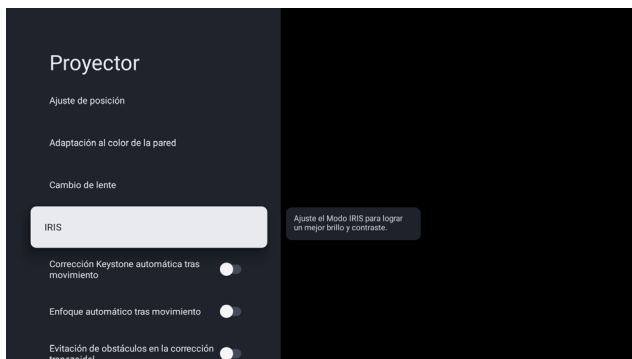 Proyector
Ajuste de posición
Adaptación al color de la pared
Cambio de lente
IRIS
Ajuste el Modo IRIS para lograr
un mejor brillo y contraste.
Corrección Keystone automática tras
movimiento
Enfoque automático tras movimiento
Evitación de obstáculos en la corrección
trapezoidal